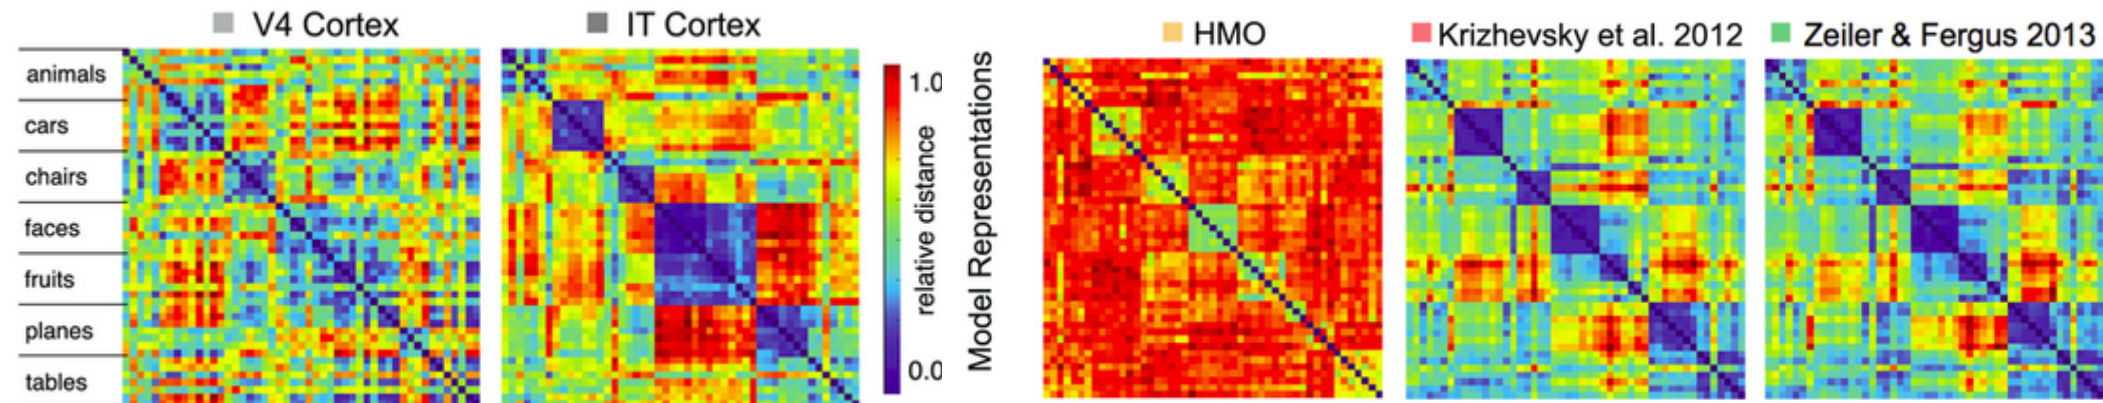 V4 Cortex
IT Cortex
HMO
Krizhevsky et al. 2012
Zeiler & Fergus 2013
animals
cars
chairs
faces
fruits
planes
tables
1.0
relative distance
0.0
Model Representations